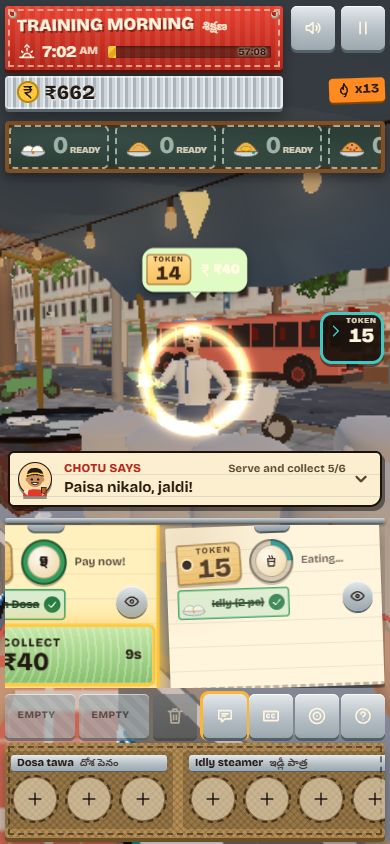 TRAINING MORNING శిక్షణ
7:02 AM
57:08
₹662
x13
0 READY
0 READY
0 READY
0
TOKEN
14
₹ ₹40
TOKEN
15
CHOTU SAYS
Serve and collect 5/6
Paisa nikalo, jaldi!
Pay now!
Dosa
COLLECT
₹40
9s
TOKEN
15
Eating...
Idly (2 pc)
EMPTY
EMPTY
CC
?
Dosa tawa దోశ పెనం
Idly steamer ఇడ్లీ పాత్ర